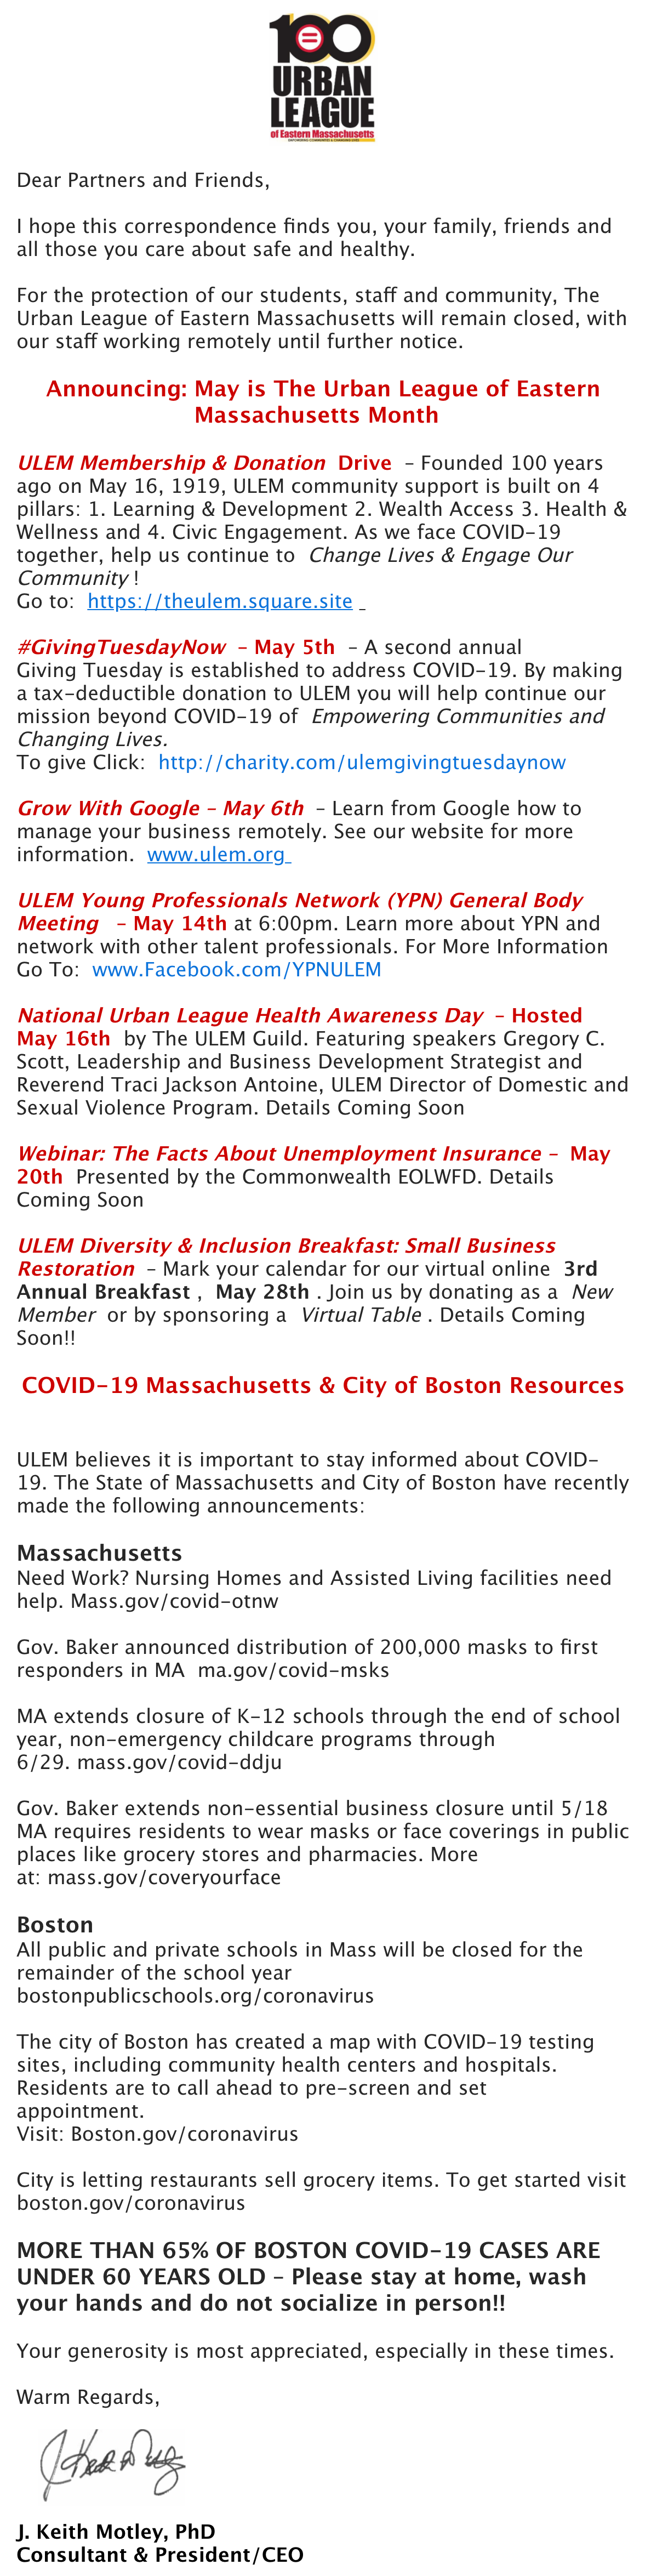 100
URBAN
LEAGUE
of Eastern Massachusetts
EMPOWERING COMMUNITIES & CHANGING LIVES
Dear Partners and Friends,
I hope this correspondence finds you, your family, friends and
all those you care about safe and healthy.
For the protection of our students, staff and community, The
Urban League of Eastern Massachusetts will remain closed, with
our staff working remotely until further notice.
Announcing: May is The Urban League of Eastern
Massachusetts Month
ULEM Membership & Donation Drive – Founded 100 years
ago on May 16, 1919, ULEM community support is built on 4
pillars: 1. Learning & Development 2. Wealth Access 3. Health &
Wellness and 4. Civic Engagement. As we face COVID-19
together, help us continue to Change Lives & Engage Our
Community !
Go to: https://theulem.square.site
#GivingTuesdayNow – May 5th – A second annual
Giving Tuesday is established to address COVID-19. By making
a tax-deductible donation to ULEM you will help continue our
mission beyond COVID-19 of Empowering Communities and
Changing Lives.
To give Click: http://charity.com/ulemgivingtuesdaynow
Grow With Google – May 6th – Learn from Google how to
manage your business remotely. See our website for more
information. www.ulem.org
ULEM Young Professionals Network (YPN) General Body
Meeting – May 14th at 6:00pm. Learn more about YPN and
network with other talent professionals. For More Information
Go To: www.Facebook.com/YPNULEM
National Urban League Health Awareness Day – Hosted
May 16th by The ULEM Guild. Featuring speakers Gregory C.
Scott, Leadership and Business Development Strategist and
Reverend Traci Jackson Antoine, ULEM Director of Domestic and
Sexual Violence Program. Details Coming Soon
Webinar: The Facts About Unemployment Insurance – May
20th Presented by the Commonwealth EOLWFD. Details
Coming Soon
ULEM Diversity & Inclusion Breakfast: Small Business
Restoration – Mark your calendar for our virtual online 3rd
Annual Breakfast , May 28th . Join us by donating as a New
Member or by sponsoring a Virtual Table . Details Coming
Soon!!
COVID-19 Massachusetts & City of Boston Resources
ULEM believes it is important to stay informed about COVID-
19. The State of Massachusetts and City of Boston have recently
made the following announcements:
Massachusetts
Need Work? Nursing Homes and Assisted Living facilities need
help. Mass.gov/covid-otnw
Gov. Baker announced distribution of 200,000 masks to first
responders in MA ma.gov/covid-msks
MA extends closure of K-12 schools through the end of school
year, non-emergency childcare programs through
6/29. mass.gov/covid-ddju
Gov. Baker extends non-essential business closure until 5/18
MA requires residents to wear masks or face coverings in public
places like grocery stores and pharmacies. More
at: mass.gov/coveryourface
Boston
All public and private schools in Mass will be closed for the
remainder of the school year
bostonpublicschools.org/coronavirus
The city of Boston has created a map with COVID-19 testing
sites, including community health centers and hospitals.
Residents are to call ahead to pre-screen and set
appointment.
Visit: Boston.gov/coronavirus
City is letting restaurants sell grocery items. To get started visit
boston.gov/coronavirus
MORE THAN 65% OF BOSTON COVID-19 CASES ARE
UNDER 60 YEARS OLD – Please stay at home, wash
your hands and do not socialize in person!!
Your generosity is most appreciated, especially in these times.
Warm Regards,
J. Keith Motley, PhD
Consultant & President/CEO